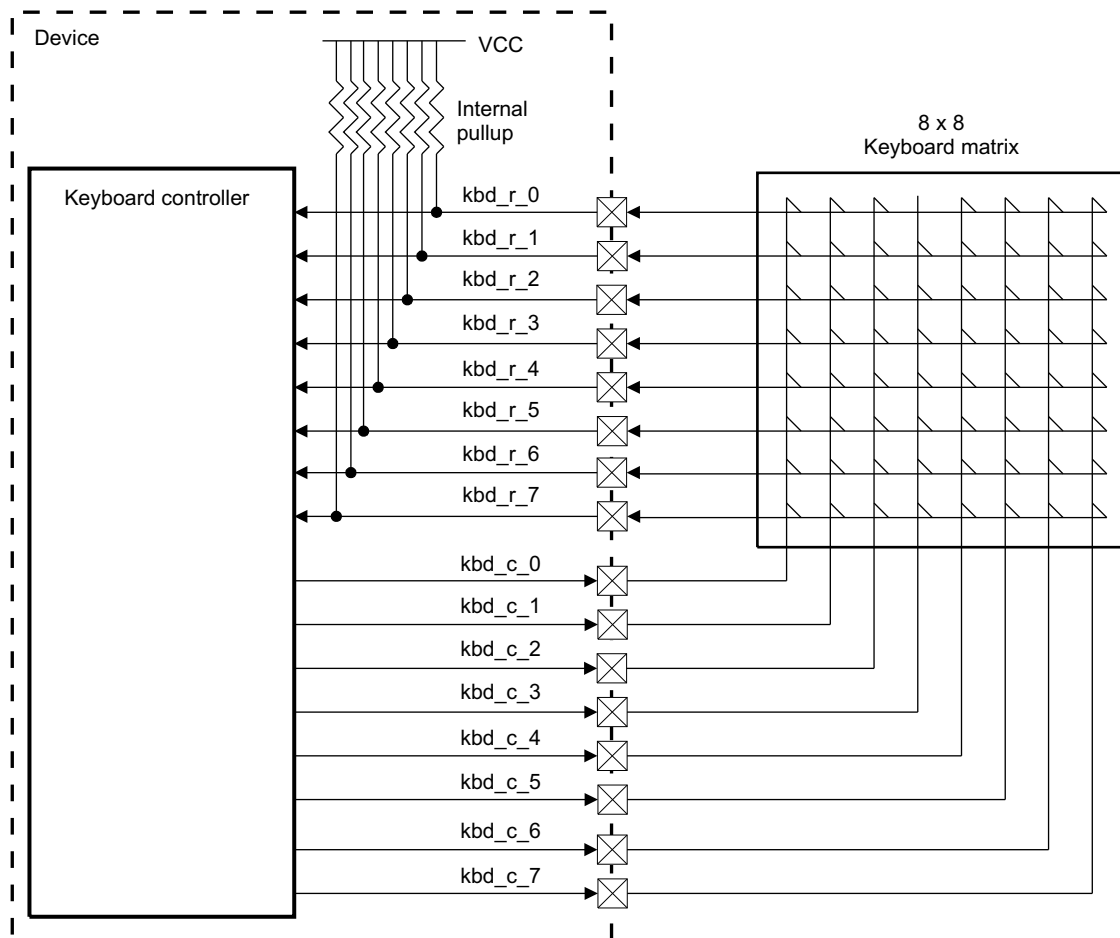 Device
VCC
Internal
pullup
8 x 8
Keyboard matrix
Keyboard controller
kbd_r_0
kbd_r_1
kbd_r_2
kbd_r_3
kbd_r_4
kbd_r_5
kbd_r_6
kbd_r_7
kbd_c_0
kbd_c_1
kbd_c_2
kbd_c_3
kbd_c_4
kbd_c_5
kbd_c_6
kbd_c_7